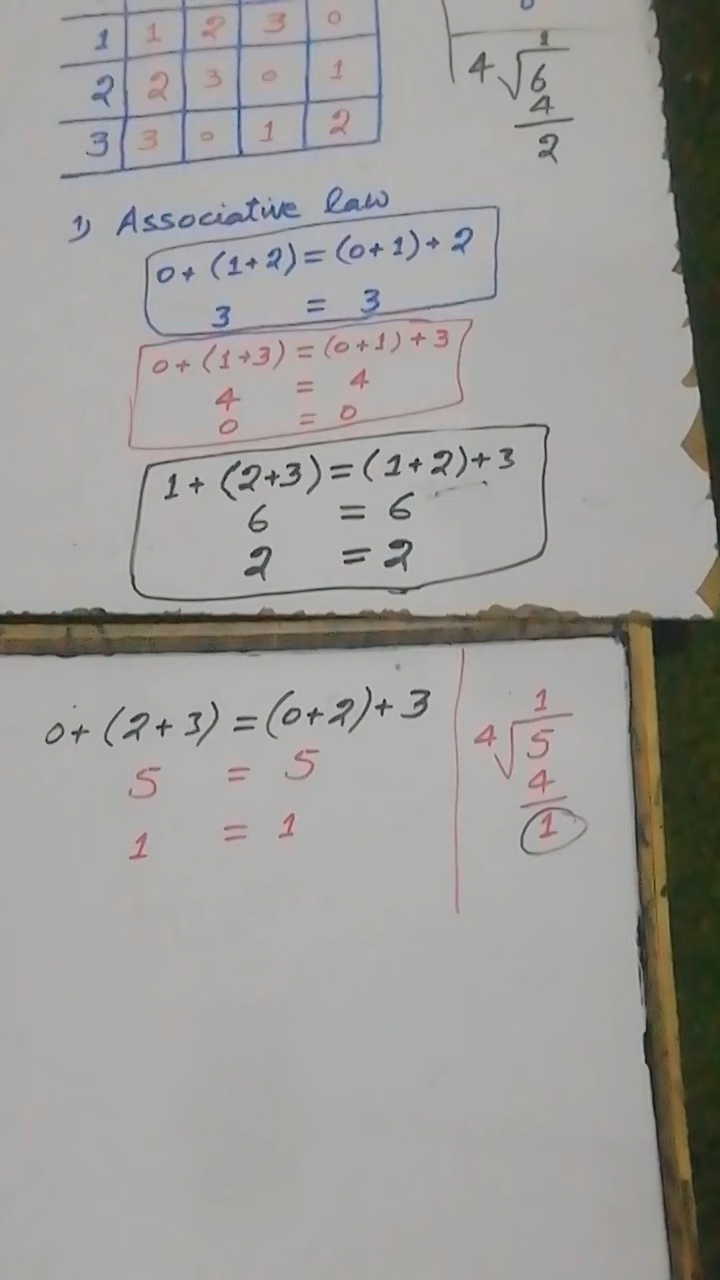 1 1 2 3 0
2 2 3 0 1
3 3 0 1 2
1
4 √6
4
2
1) Associative law
0+ (1+2) = (0+1)+2
3 = 3
0+ (1+3) = (0+1)+3
4 = 4
0 = 0
1+ (2+3) = (1+2)+3
6 = 6
2 = 2
0+ (2+3) = (0+2)+3
5 = 5
1 = 1
1
4 √5
4
1